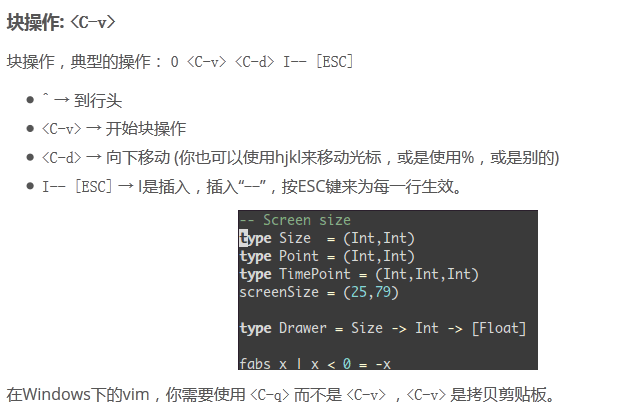 块操作: <C-v>
块操作，典型的操作： 0 <C-v> <C-d> I-- [ESC]
^ → 到行头
<C-v> → 开始块操作
<C-d> → 向下移动 (你也可以使用hjkl来移动光标，或是使用%，或是别的)
I-- [ESC] → I是插入，插入“--”，按ESC键来为每一行生效。
-- Screen size
type Size  = (Int,Int)
type Point = (Int,Int)
type TimePoint = (Int,Int,Int)
screenSize = (25,79)
type Drawer = Size -> Int -> [Float]
fabs x | x < 0 = -x
在Windows下的vim，你需要使用 <C-q> 而不是 <C-v> ，<C-v> 是拷贝剪贴板。